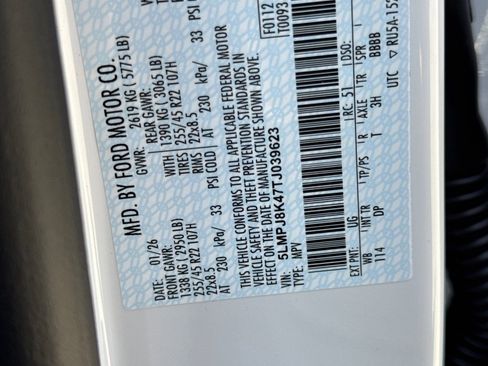 MFD. BY FORD MOTOR CO.
DATE: 01/26 GVWR: 2619 KG ( 5775 LB)
FRONT GAWR: REAR GAWR:
1338 KG ( 2950 LB) 1390 KG ( 3065 LB)
255/45 R22 107H WITH TIRES 255/45 R22 107H
22x8.5 RIMS 22x8.5
AT 230 kPa/ 33 PSI COLD AT 230 kPa/ 33 PSI COLD
THIS VEHICLE CONFORMS TO ALL APPLICABLE FEDERAL MOTOR
VEHICLE SAFETY AND THEFT PREVENTION STANDARDS IN
EFFECT ON THE DATE OF MANUFACTURE SHOWN ABOVE.
VIN: 5LMPJ8K47TJ039623
TYPE: MPV
F0112
T0093
EXT PNT: UG RC: 51 DSO:
WB INT TR TP/PS R AXLE TR SPR
114 DP T 3H BBBB
UTC RU5A-152